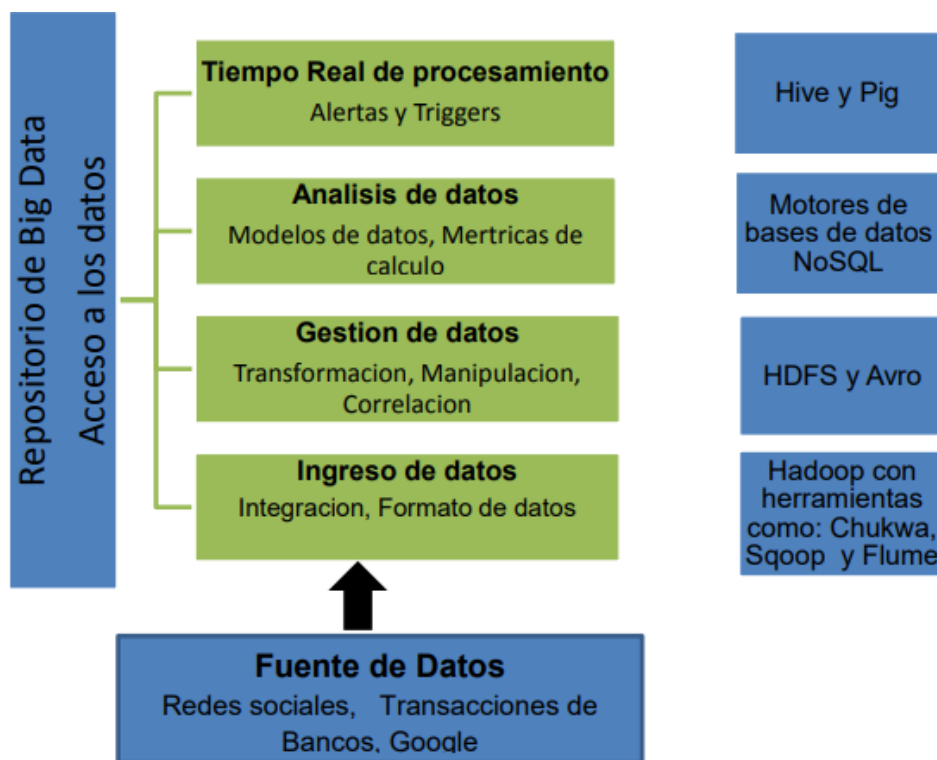 Repositorio de Big Data
Acceso a los datos
Tiempo Real de procesamiento
Alertas y Triggers
Hive y Pig
Analisis de datos
Modelos de datos, Mertricas de
calculo
Motores de
bases de datos
NoSQL
Gestion de datos
Transformacion, Manipulacion,
Correlacion
HDFS y Avro
Ingreso de datos
Integracion, Formato de datos
Hadoop con
herramientas
como: Chukwa,
Sqoop y Flume
Fuente de Datos
Redes sociales, Transacciones de
Bancos, Google